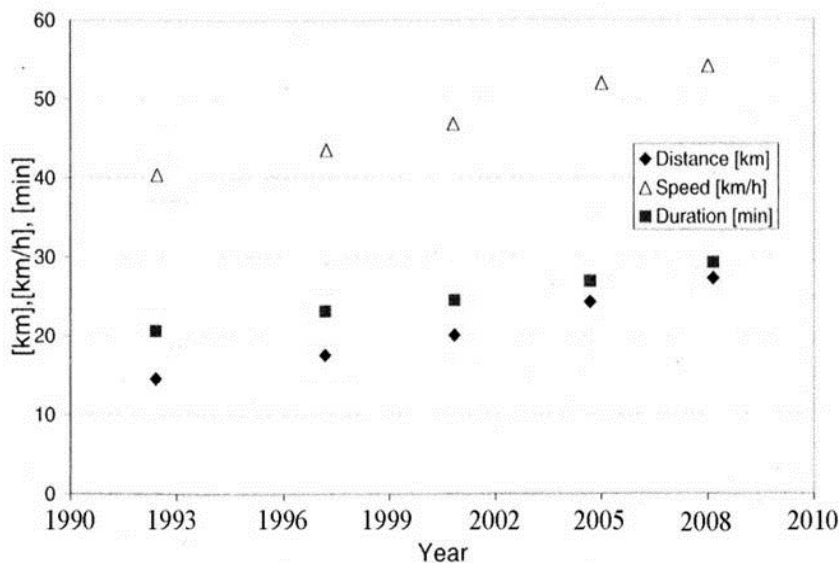 60
50
40
30
20
10
0
[km],[km/h], [min]
◆ Distance [km]
△ Speed [km/h]
■ Duration [min]
1990 1993 1996 1999 2002 2005 2008 2010
Year